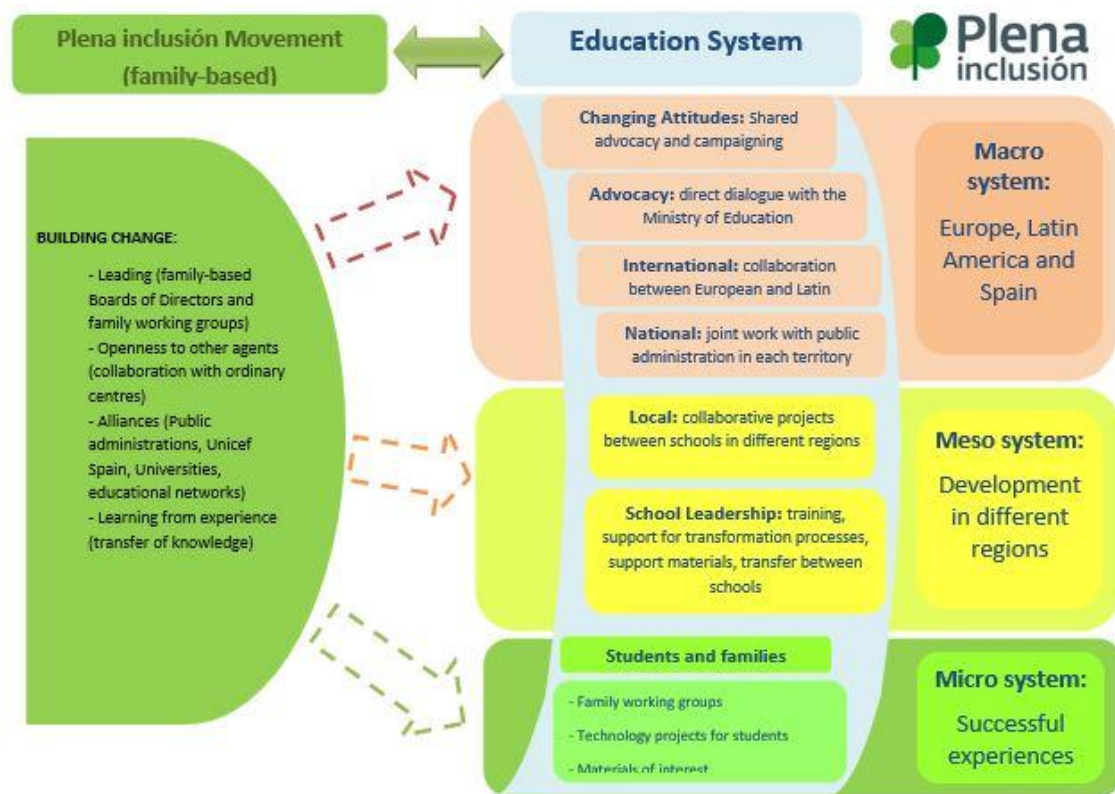 Plena inclusión Movement
(family-based)
Education System
Plena
inclusión
BUILDING CHANGE:
- Leading (family-based
Boards of Directors and
family working groups)
- Openness to other agents
(collaboration with ordinary
centres)
- Alliances (Public
administrations, Unicef
Spain, Universities,
educational networks)
- Learning from experience
(transfer of knowledge)
Changing Attitudes: Shared
advocacy and campaigning
Advocacy: direct dialogue with the
Ministry of Education
International: collaboration
between European and Latin
National: joint work with public
administration in each territory
Macro
system:
Europe, Latin
America and
Spain
Local: collaborative projects
between schools in different regions
School Leadership: training,
support for transformation processes,
support materials, transfer between
schools
Meso system:
Development
in different
regions
Students and families
- Family working groups
- Technology projects for students
- Materials of interest
Micro system:
Successful
experiences